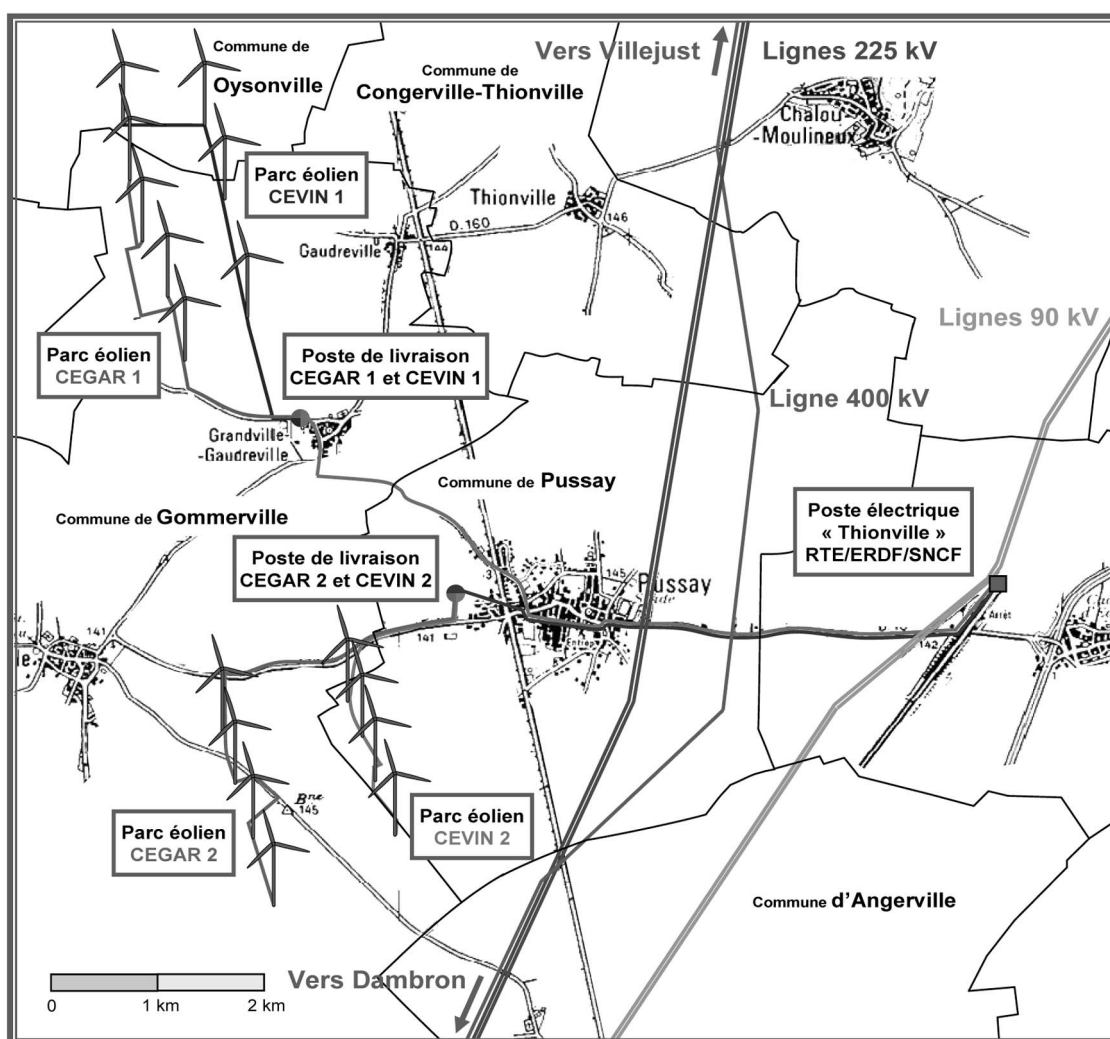 Commune de
Oysonville
Commune de
Congerville-Thionville
Vers Villejust
Lignes 225 kV
Chalou
-Moulineux
Parc éolien
CEVIN 1
Thionville
146
D. 160
Gaudreville
144
Lignes 90 kV
Parc éolien
CEGAR 1
Poste de livraison
CEGAR 1 et CEVIN 1
Ligne 400 kV
Grandville-
-Gaudreville
Commune de Pussay
Commune de Gommerville
Poste électrique
« Thionville »
RTE/ERDF/SNCF
Poste de livraison
CEGAR 2 et CEVIN 2
145
Pussay
Arrêt
141
141
142
Bne
145
Parc éolien
CEGAR 2
Parc éolien
CEVIN 2
Commune d'Angerville
Vers Dambron
0
1 km
2 km